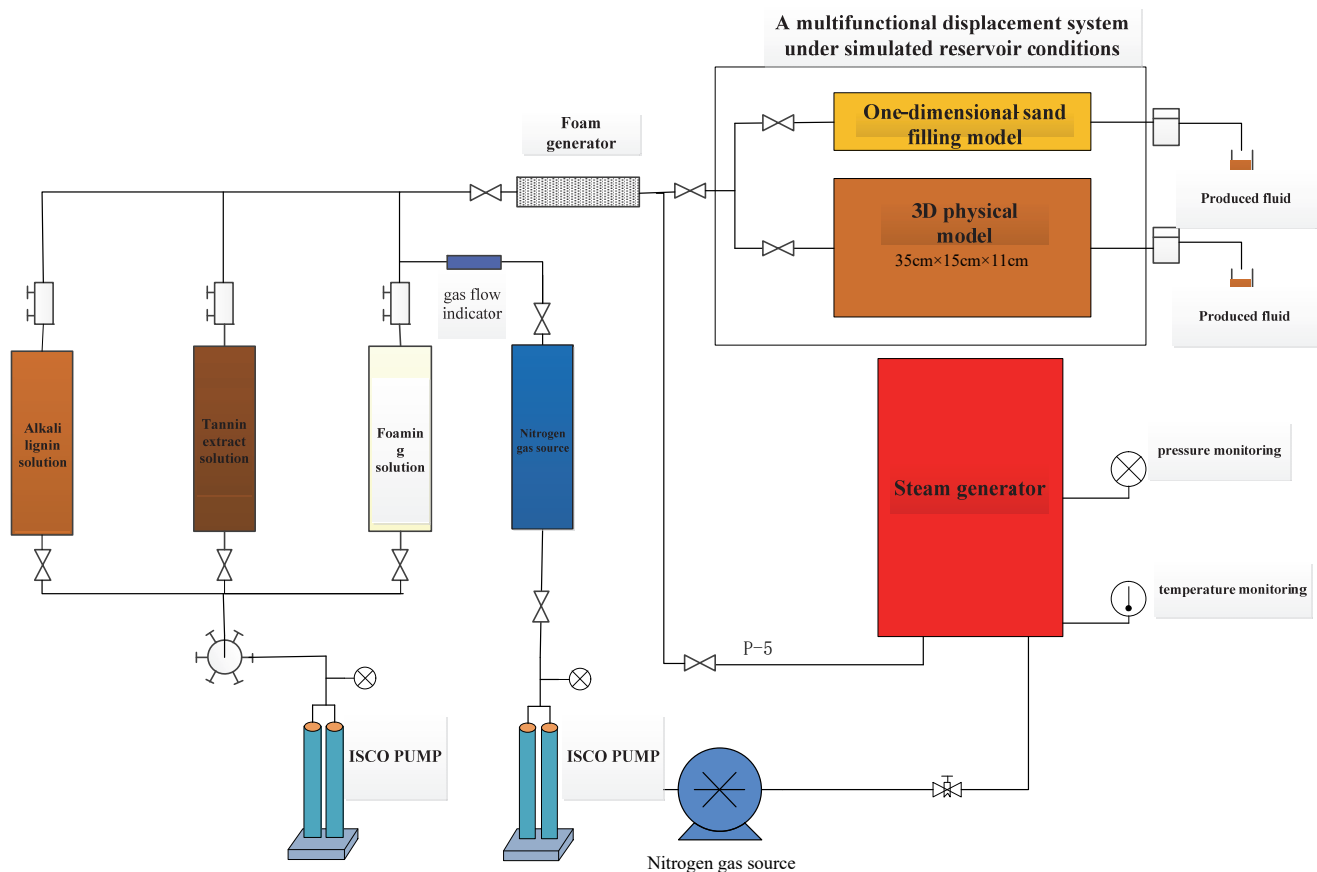 A multifunctional displacement system
under simulated reservoir conditions
Foam
generator
One-dimensional sand
filling model
Produced fluid
3D physical
model
35cm×15cm×11cm
Produced fluid
gas flow
indicator
Alkali
lignin
solution
Tannin
extract
solution
Foamin
g
solution
Nitrogen
gas source
Steam generator
pressure monitoring
temperature monitoring
P-5
ISCO PUMP
ISCO PUMP
Nitrogen gas source